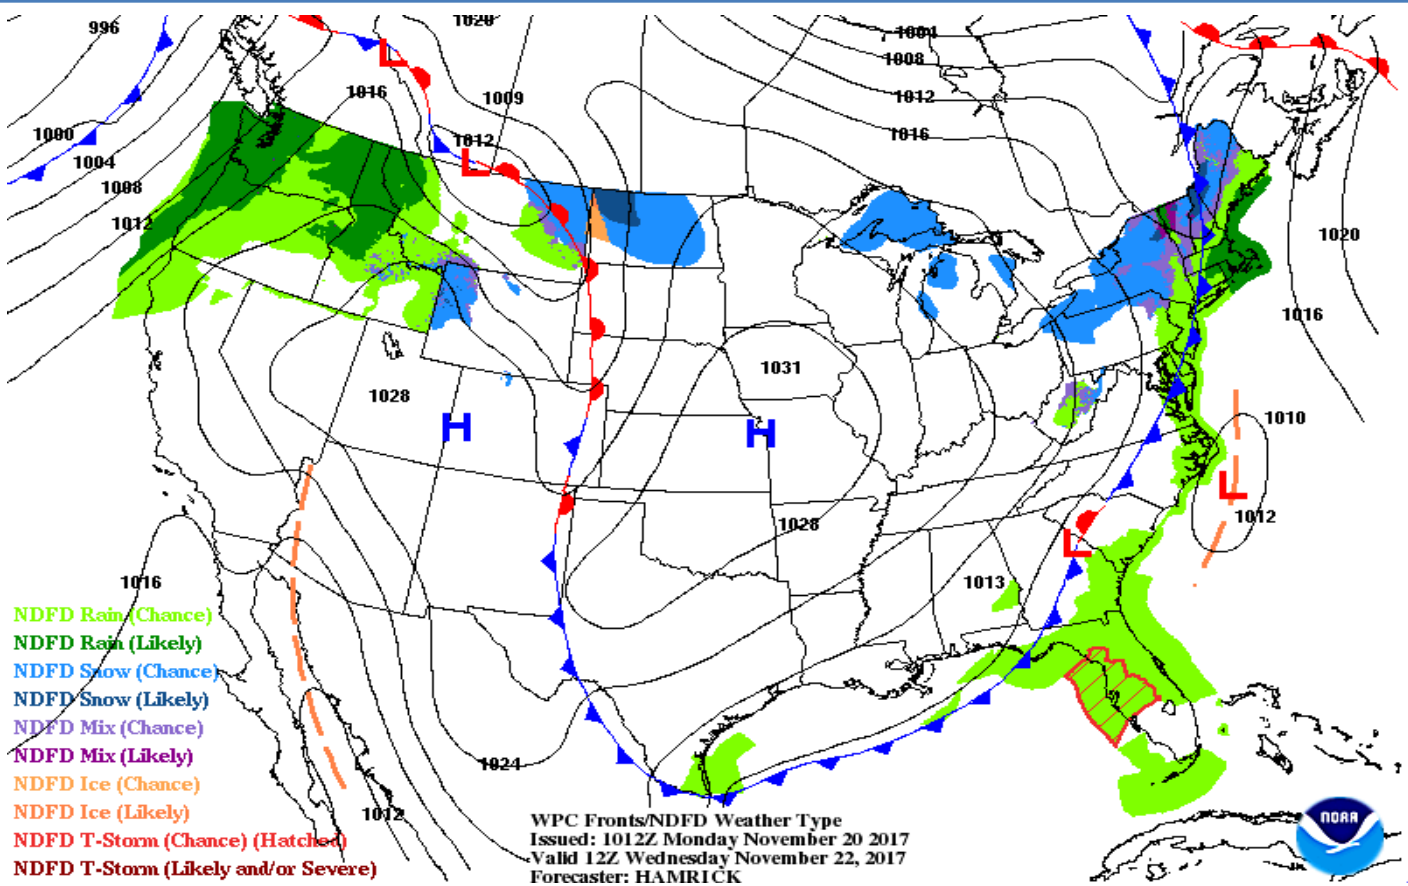 996
1020
1004
1008
1016
1009
1012
1000
1012
1016
1004
1008
1012
1020
1016
1031
1028
1010
1028
1012
1016
1013
1024
1012
L
L
H
H
L
L
NDFD Rain (Chance)
NDFD Rain (Likely)
NDFD Snow (Chance)
NDFD Snow (Likely)
NDFD Mix (Chance)
NDFD Mix (Likely)
NDFD Ice (Chance)
NDFD Ice (Likely)
NDFD T-Storm (Chance) (Hatched)
NDFD T-Storm (Likely and/or Severe)
WPC Fronts/NDFD Weather Type
Issued: 1012Z Monday November 20 2017
Valid 12Z Wednesday November 22, 2017
Forecaster: HAMRICK
NOAA